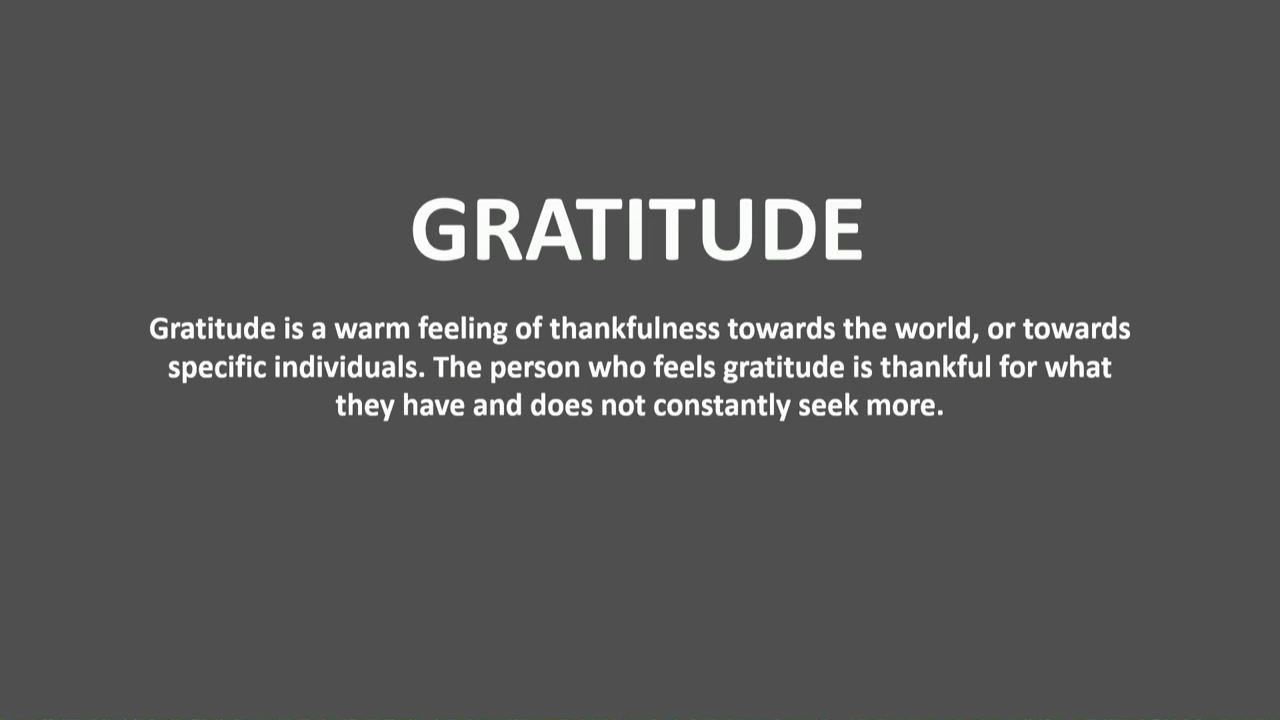 GRATITUDE
Gratitude is a warm feeling of thankfulness towards the world, or towards
specific individuals. The person who feels gratitude is thankful for what
they have and does not constantly seek more.